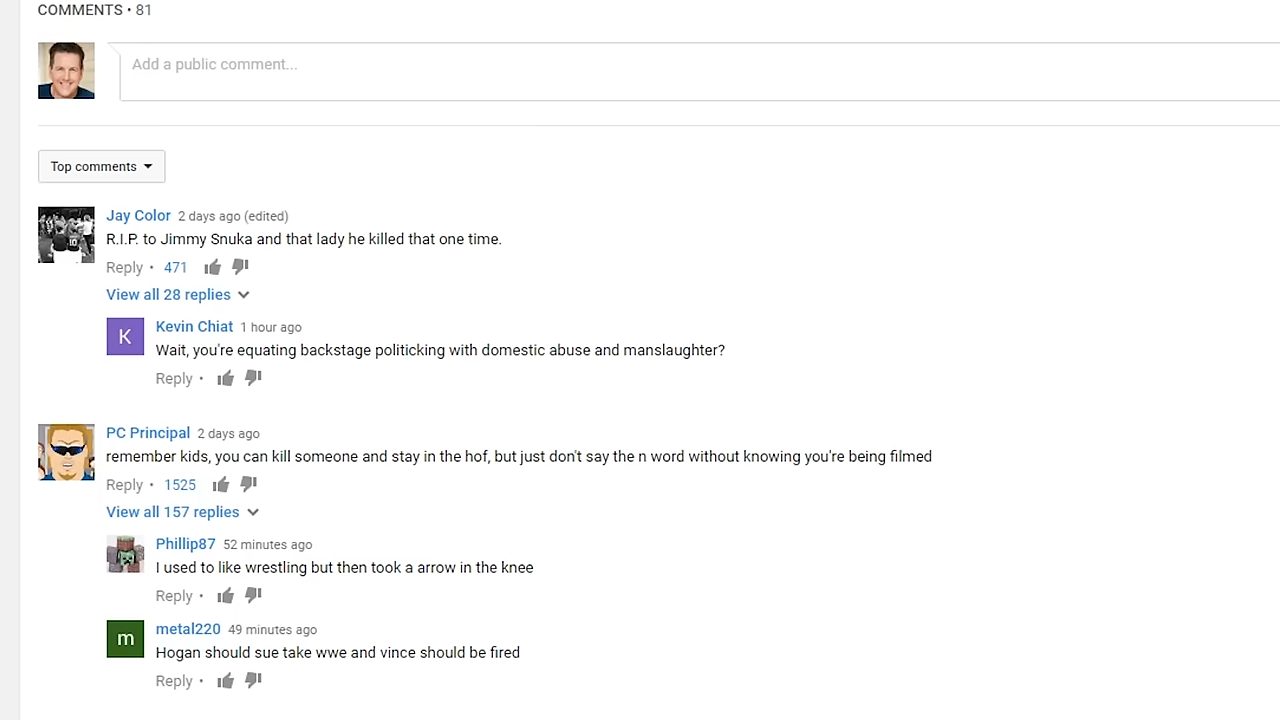 COMMENTS • 81
Add a public comment...
Top comments
Jay Color 2 days ago (edited)
R.I.P. to Jimmy Snuka and that lady he killed that one time.
Reply • 471
View all 28 replies
K
Kevin Chiat 1 hour ago
Wait, you're equating backstage politicking with domestic abuse and manslaughter?
Reply •
PC Principal 2 days ago
remember kids, you can kill someone and stay in the hof, but just don't say the n word without knowing you're being filmed
Reply • 1525
View all 157 replies
Phillip87 52 minutes ago
I used to like wrestling but then took a arrow in the knee
Reply •
m
metal220 49 minutes ago
Hogan should sue take wwe and vince should be fired
Reply •